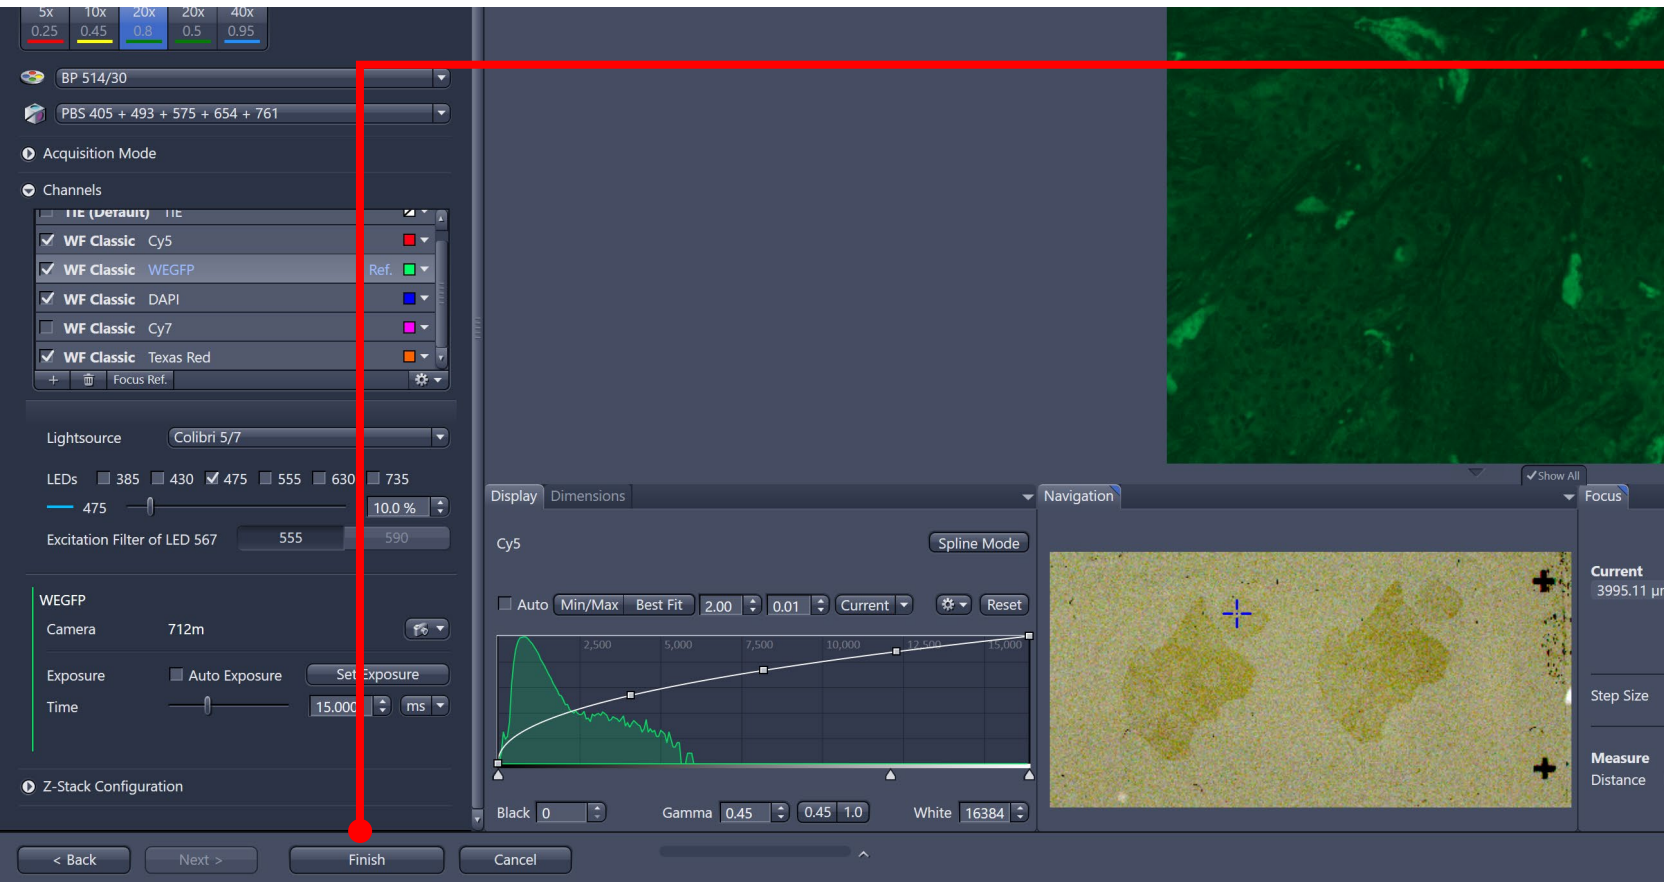 5x 10x 20x 20x 40x
0.25 0.45 0.8 0.5 0.95
BP 514/30
PBS 405 + 493 + 575 + 654 + 761
Acquisition Mode
Channels
TIE (Default) TIE
WF Classic Cy5
WF Classic WEGFP Ref.
WF Classic DAPI
WF Classic Cy7
WF Classic Texas Red
+ Focus Ref.
Lightsource Colibri 5/7
LEDs 385 430 475 555 630 735
475 10.0 %
Excitation Filter of LED 567 555 590
WEGFP
Camera 712m
Exposure Auto Exposure Set Exposure
Time 15.000 ms
Z-Stack Configuration
< Back Next > Finish Cancel
Show All
Display Dimensions
Cy5 Spline Mode
Auto Min/Max Best Fit 2.00 0.01 Current Reset
2,500 5,000 7,500 10,000 12,500 15,000
Black 0 Gamma 0.45 0.45 1.0 White 16384
Navigation
Focus
Current
3995.11 µm
Step Size
Measure
Distance